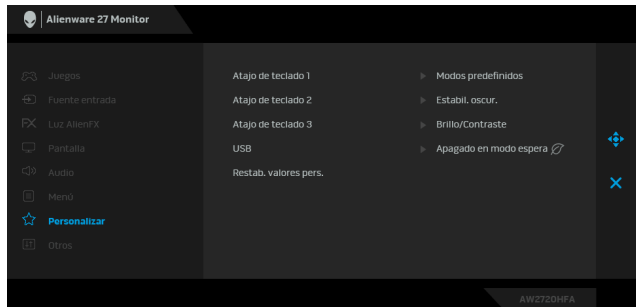 Alienware 27 Monitor
Juegos
Atajo de teclado 1 Modos predefinidos
Fuente entrada
Atajo de teclado 2 Estabil. oscur.
FX Luz AlienFX
Atajo de teclado 3 Brillo/Contraste
Pantalla
USB Apagado en modo espera
Audio
Restab. valores pers.
Menú
Personalizar
Otros
AW2720HFA